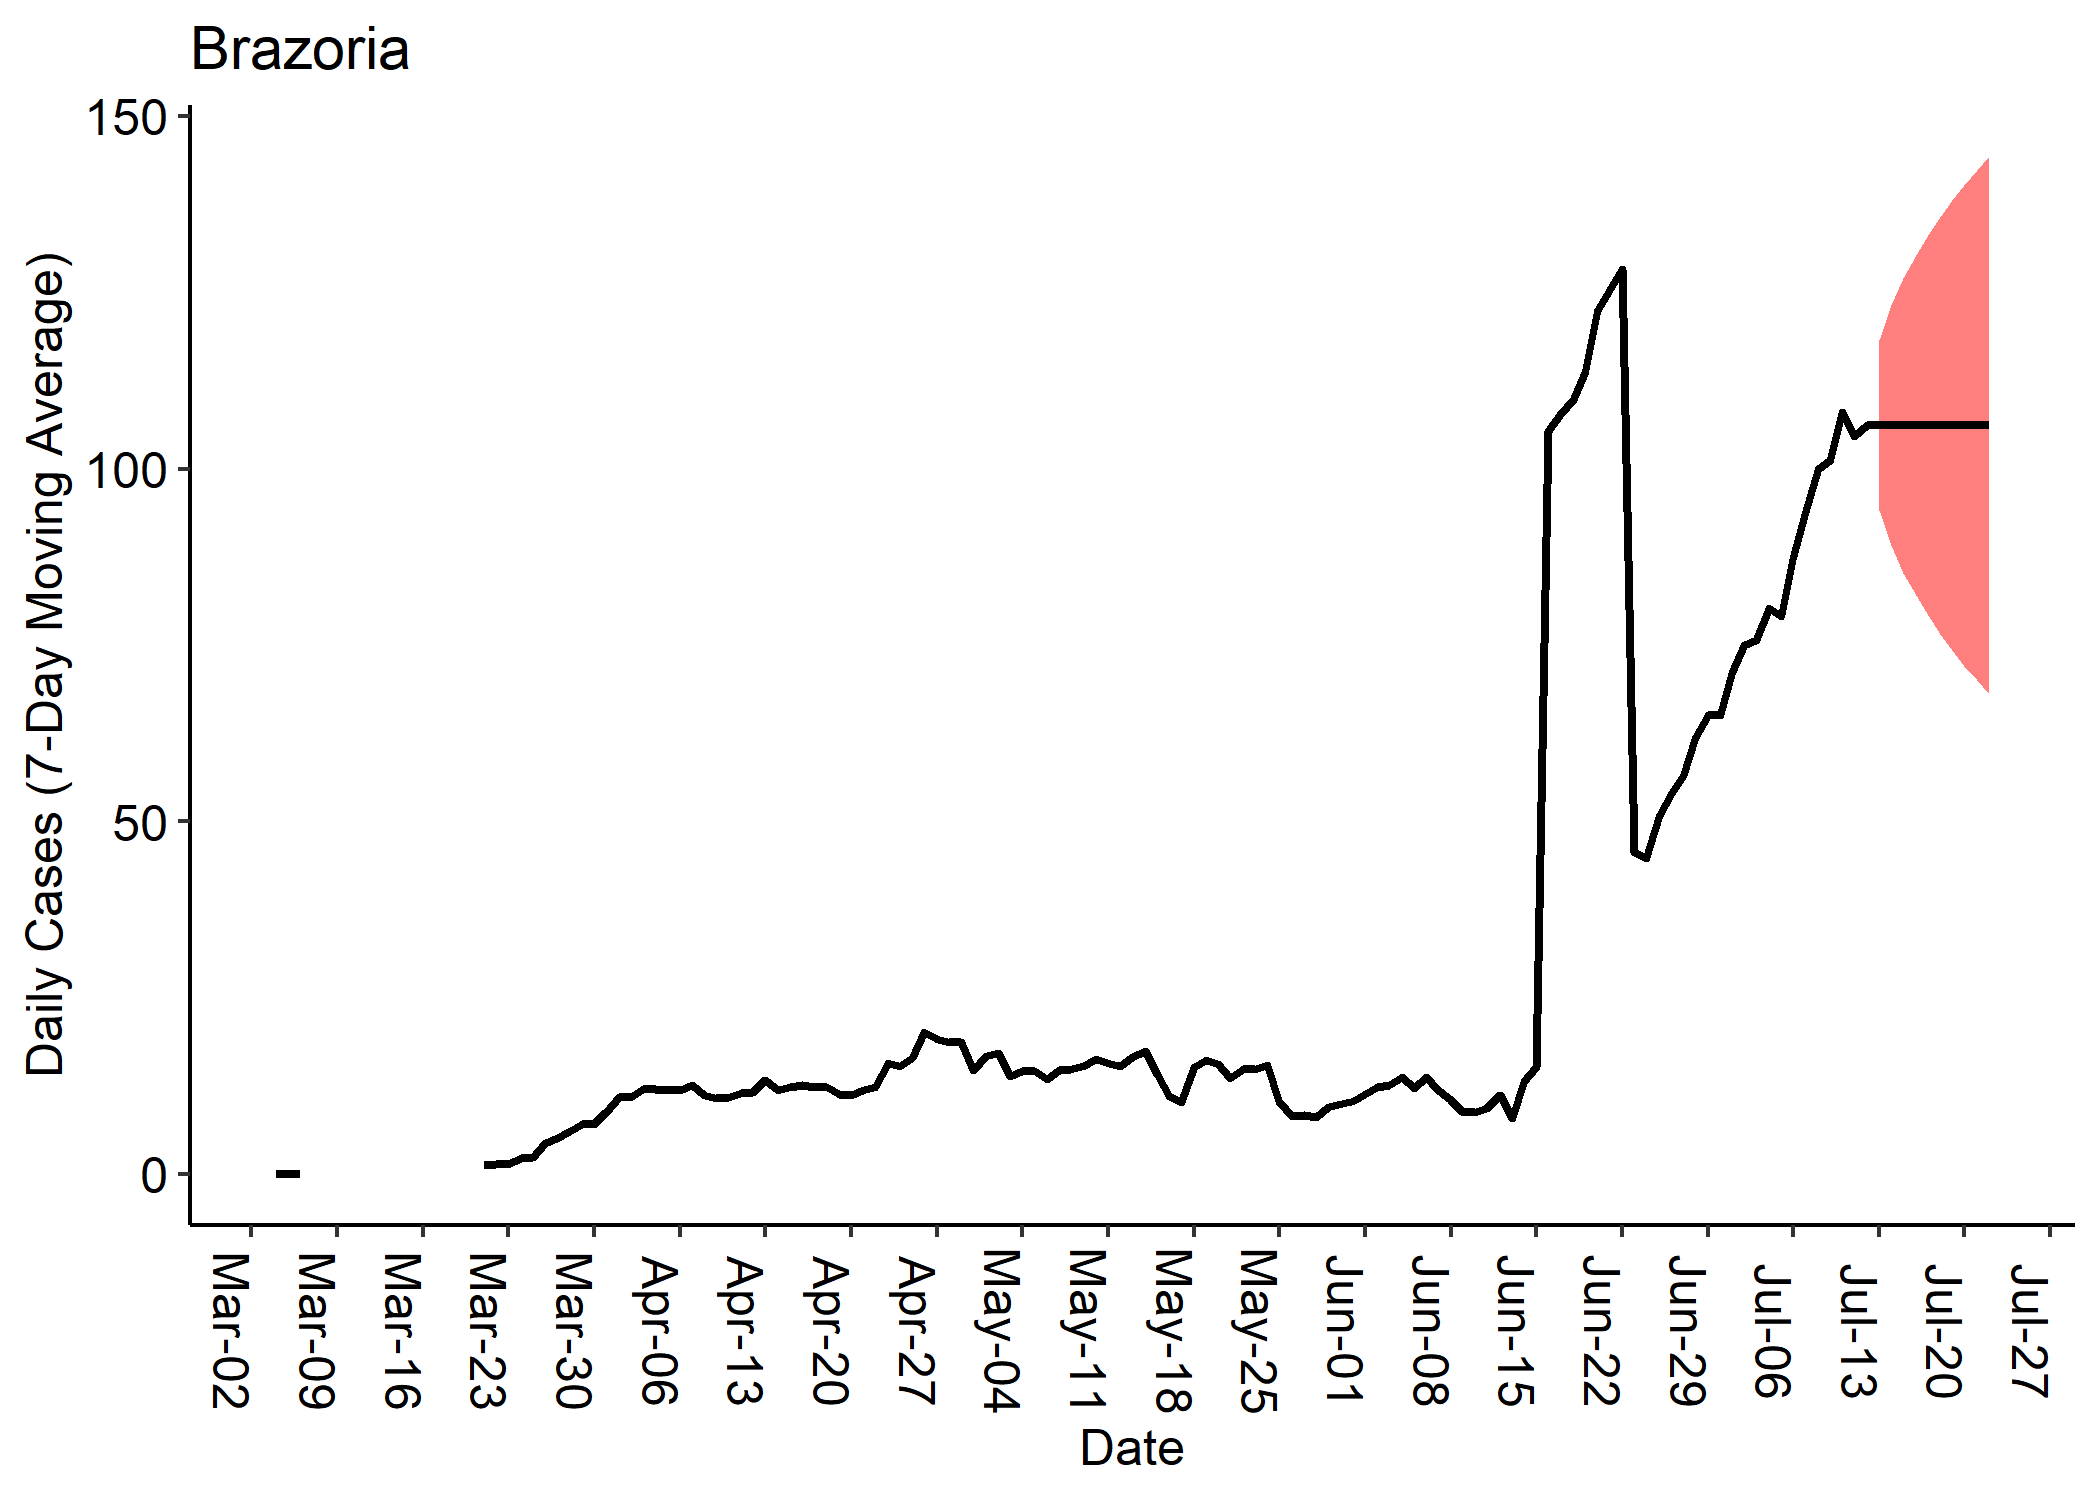 Brazoria
Daily Cases (7-Day Moving Average)
150
100
50
0
Mar-02
Mar-09
Mar-16
Mar-23
Mar-30
Apr-06
Apr-13
Apr-20
Apr-27
May-04
May-11
May-18
May-25
Jun-01
Jun-08
Jun-15
Jun-22
Jun-29
Jul-06
Jul-13
Jul-20
Jul-27
Date